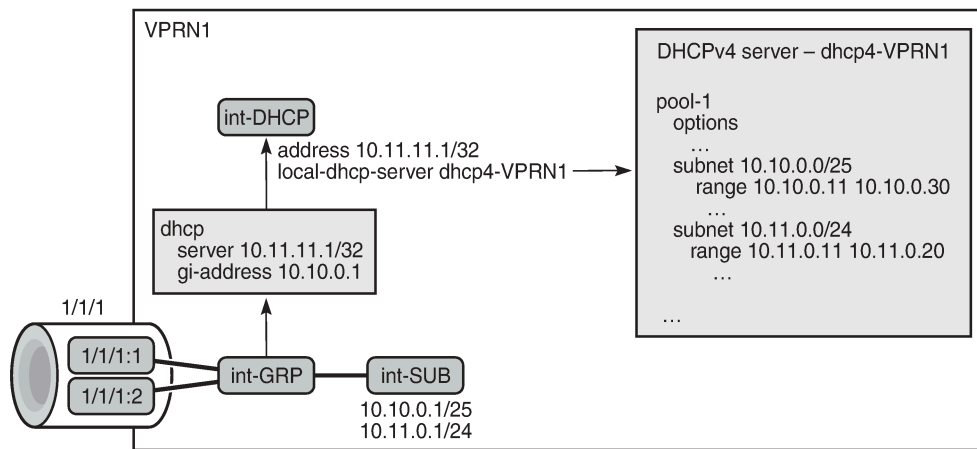 VPRN1
DHCPv4 server – dhcp4-VPRN1
pool-1
options
...
subnet 10.10.0.0/25
range 10.10.0.11 10.10.0.30
...
subnet 10.11.0.0/24
range 10.11.0.11 10.11.0.20
...
...
int-DHCP
address 10.11.11.1/32
local-dhcp-server dhcp4-VPRN1
dhcp
server 10.11.11.1/32
gi-address 10.10.0.1
1/1/1
1/1/1:1
1/1/1:2
int-GRP
int-SUB
10.10.0.1/25
10.11.0.1/24